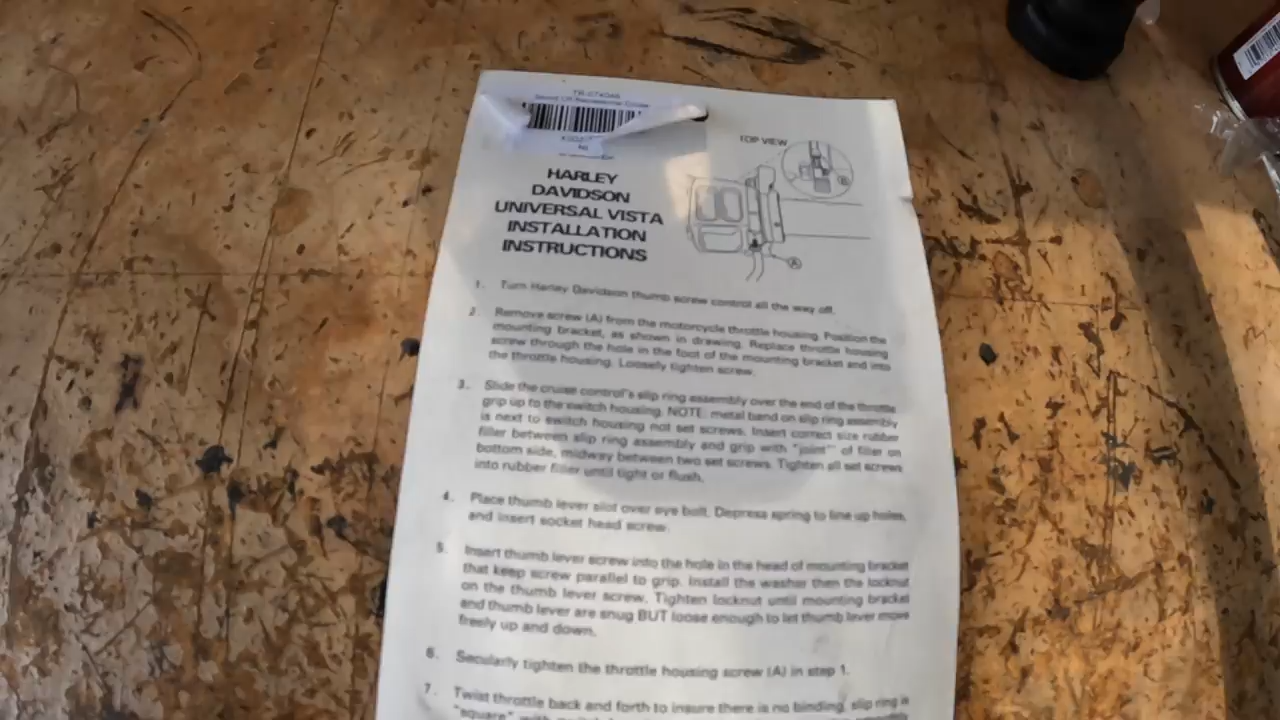 HARLEY
DAVIDSON
UNIVERSAL VISTA
INSTALLATION
INSTRUCTIONS
TOP VIEW
B
A
1. Turn Harley Davidson thumb screw control all the way off.
2. Remove screw (A) from the motorcycle throttle housing. Position the
mounting bracket, as shown in drawing. Replace throttle housing
screw through the hole in the foot of the mounting bracket and into
the throttle housing. Loosely tighten screw.
3. Slide the cruise control's slip ring assembly over the end of the throttle
grip up to the switch housing. NOTE: metal band on slip ring assembly
is next to switch housing not set screws. Insert correct size rubber
filler between slip ring assembly and grip with "joint" of filler on
bottom side, midway between two set screws. Tighten all set screws
into rubber filler until tight or flush.
4. Place thumb lever slot over eye bolt. Depress spring to line up holes,
and insert socket head screw.
5. Insert thumb lever screw into the hole in the head of mounting bracket
that keep screw parallel to grip. Install the washer then the locknut
on the thumb lever screw. Tighten locknut until mounting bracket
and thumb lever are snug BUT loose enough to let thumb lever move
freely up and down.
6. Secularly tighten the throttle housing screw (A) in step 1.
7. Twist throttle back and forth to insure there is no binding, slip ring is
"square" with